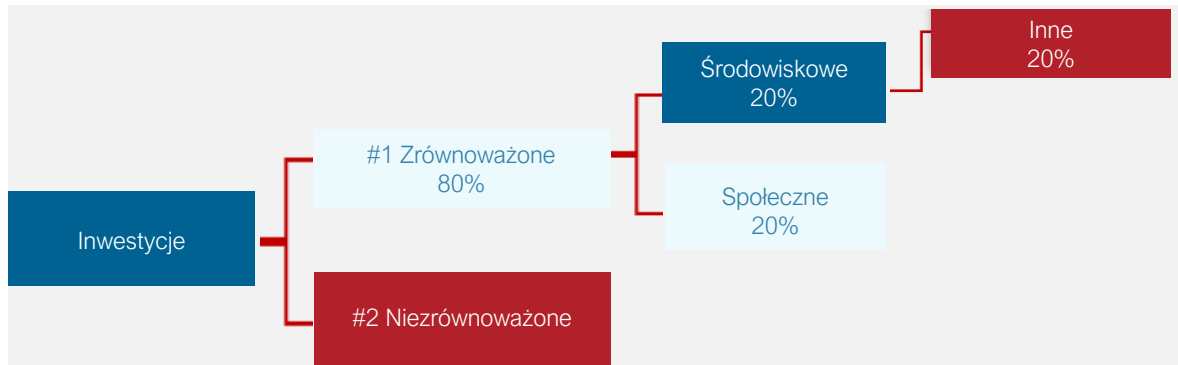 Inwestycje
#1 Zrównoważone
80%
#2 Niezrównoważone
Środowiskowe
20%
Społeczne
20%
Inne
20%